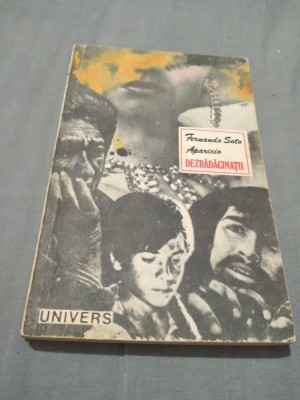 Fernando Soto
Aparicio
DEZRĂDĂCINAȚII
UNIVERS